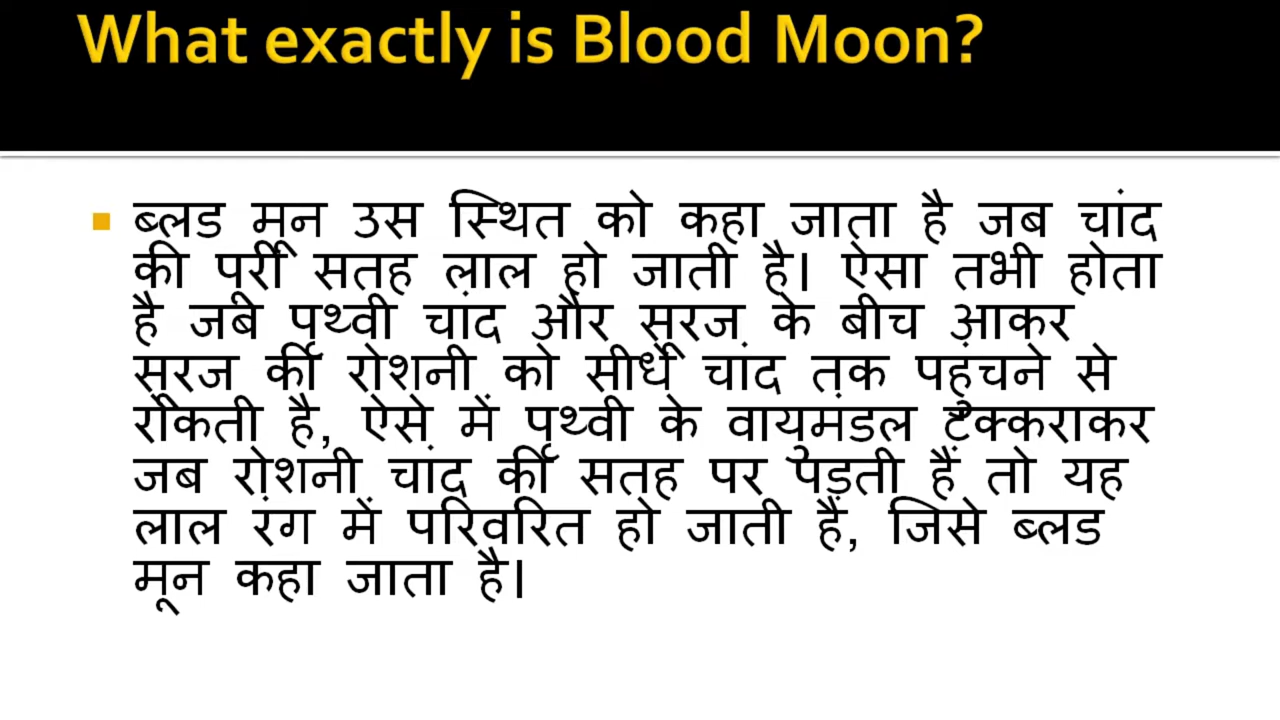 What exactly is Blood Moon?
ब्लड मून उस स्थित को कहा जाता है जब चांद
की पूरी सतह लाल हो जाती है। ऐसा तभी होता
है जब पृथ्वी चांद और सूरज के बीच आकर
सूरज की रोशनी को सीधे चांद तक पहुचने से
रोकती है, ऐसे में पृथ्वी के वायुमंडल टक्कराकर
जब रोशनी चांद की सतह पर पड़ती हैं तो यह
लाल रंग में परिवरित हो जाती हैं, जिसे ब्लड
मून कहा जाता है।